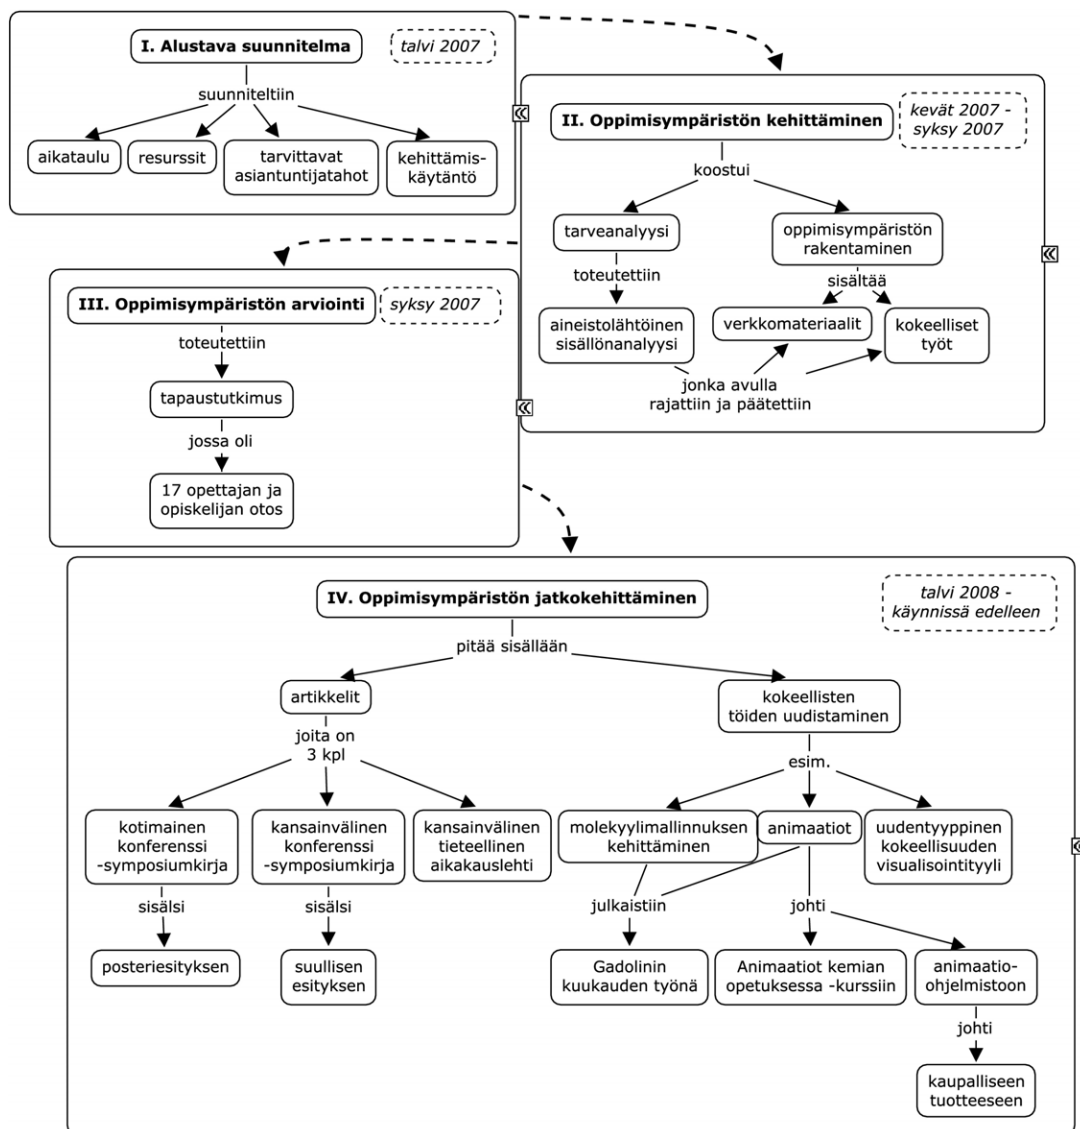 I. Alustava suunnitelma
talvi 2007
suunniteltiin
aikataulu
resurssit
tarvittavat
asiantuntijatahot
kehittämis-
käytäntö
II. Oppimisympäristön kehittäminen
kevät 2007 -
syksy 2007
koostui
tarveanalyysi
oppimisympäristön
rakentaminen
toteutettiin
sisältää
aineistolähtöinen
sisällönanalyysi
verkkomateriaalit
kokeelliset
työt
jonka avulla
rajattiin ja päätettiin
III. Oppimisympäristön arviointi
syksy 2007
toteutettiin
tapaustutkimus
jossa oli
17 opettajan ja
opiskelijan otos
IV. Oppimisympäristön jatkokehittäminen
talvi 2008 -
käynnissä edelleen
pitää sisällään
artikkelit
kokeellisten
töiden uudistaminen
joita on
3 kpl
esim.
kotimainen
konferenssi
-symposiumkirja
kansainvälinen
konferenssi
-symposiumkirja
kansainvälinen
tieteellinen
aikakauslehti
molekyylimallinnuksen
kehittäminen
animaatiot
uudentyyppinen
kokeellisuuden
visualisointityyli
sisälsi
sisälsi
julkaistiin
johti
posteriesityksen
suullisen
esityksen
Gadolinin
kuukauden työnä
Animaatiot kemian
opetuksessa -kurssiin
animaatio-
ohjelmistoon
johti
kaupalliseen
tuotteeseen